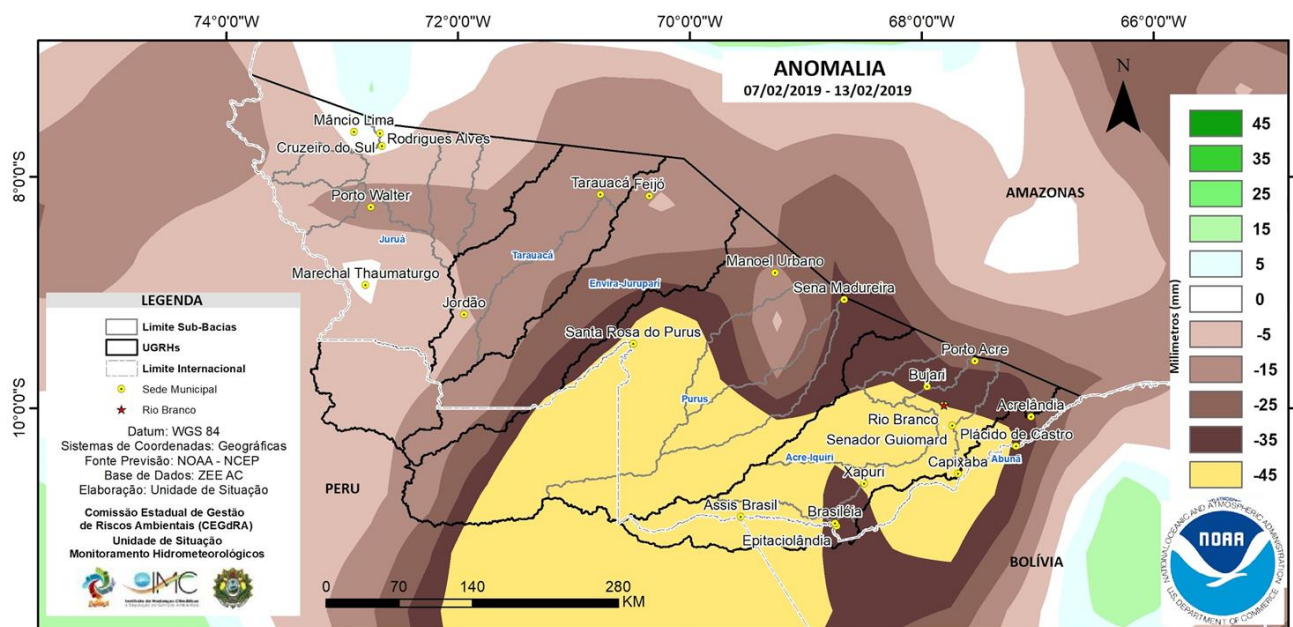 74°0'0"W
72°0'0"W
70°0'0"W
68°0'0"W
66°0'0"W
ANOMALIA
07/02/2019 - 13/02/2019
N
8°0'0"S
10°0'0"S
Mâncio Lima
Rodrigues Alves
Cruzeiro do Sul
Porto Walter
Tarauacá
Feijó
AMAZONAS
Juruá
Tarauacá
Marechal Thaumaturgo
Manoel Urbano
Envira-Jurupari
Sena Madureira
Jordão
Santa Rosa do Purus
Porto Acre
Bujari
Purus
Acrelândia
Rio Branco
Senador Guiomard
Plácido de Castro
Acre-Iquiri
Capixaba
Abunã
Xapuri
PERU
Assis Brasil
Brasiléia
Epitaciolândia
BOLÍVIA
LEGENDA
Limite Sub-Bacias
UGRHs
Limite Internacional
Sede Municipal
Rio Branco
Datum: WGS 84
Sistemas de Coordenadas: Geográficas
Fonte Previsão: NOAA - NCEP
Base de Dados: ZEE AC
Elaboração: Unidade de Situação
Comissão Estadual de Gestão
de Riscos Ambientais (CEGdRA)
Unidade de Situação
Monitoramento Hidrometeorológicos
IMC
0
70
140
280
KM
Milímetros (mm)
45
35
25
15
5
0
-5
-15
-25
-35
-45
NOAA
U.S. DEPARTMENT OF COMMERCE